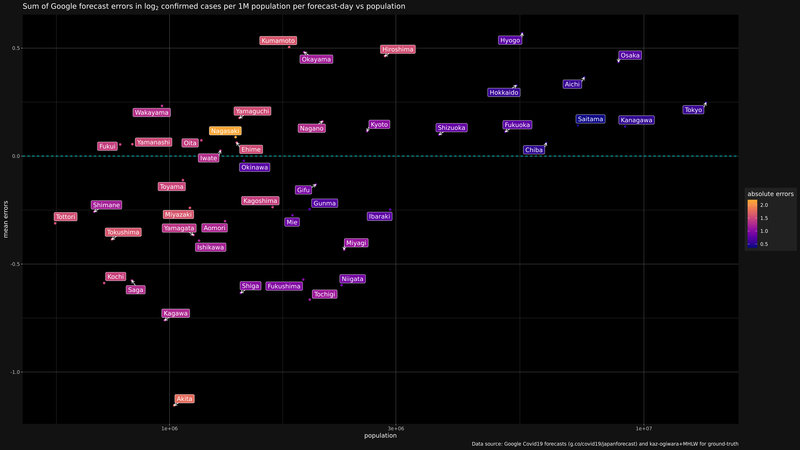 Sum of Google forecast errors in log2 confirmed cases per 1M population per forecast-day vs population
0.5
0.0
-0.5
-1.0
mean errors
Kumamoto
Hiroshima
Okayama
Hyogo
Osaka
Aichi
Hokkaido
Tokyo
Wakayama
Yamaguchi
Nagasaki
Nagano
Kyoto
Shizuoka
Fukuoka
Saitama
Kanagawa
Fukui
Yamanashi
Oita
Ehime
Iwate
Chiba
Okinawa
Toyama
Gifu
Shimane
Kagoshima
Gunma
Tottori
Miyazaki
Ibaraki
Mie
Tokushima
Yamagata
Aomori
Ishikawa
Miyagi
Kochi
Saga
Shiga
Fukushima
Niigata
Tochigi
Kagawa
Akita
1e+06
3e+06
1e+07
population
absolute errors
2.0
1.5
1.0
0.5
Data source: Google Covid19 forecasts (g.co/covid19/japanforecast) and kaz-ogiwara+MHLW for ground-truth